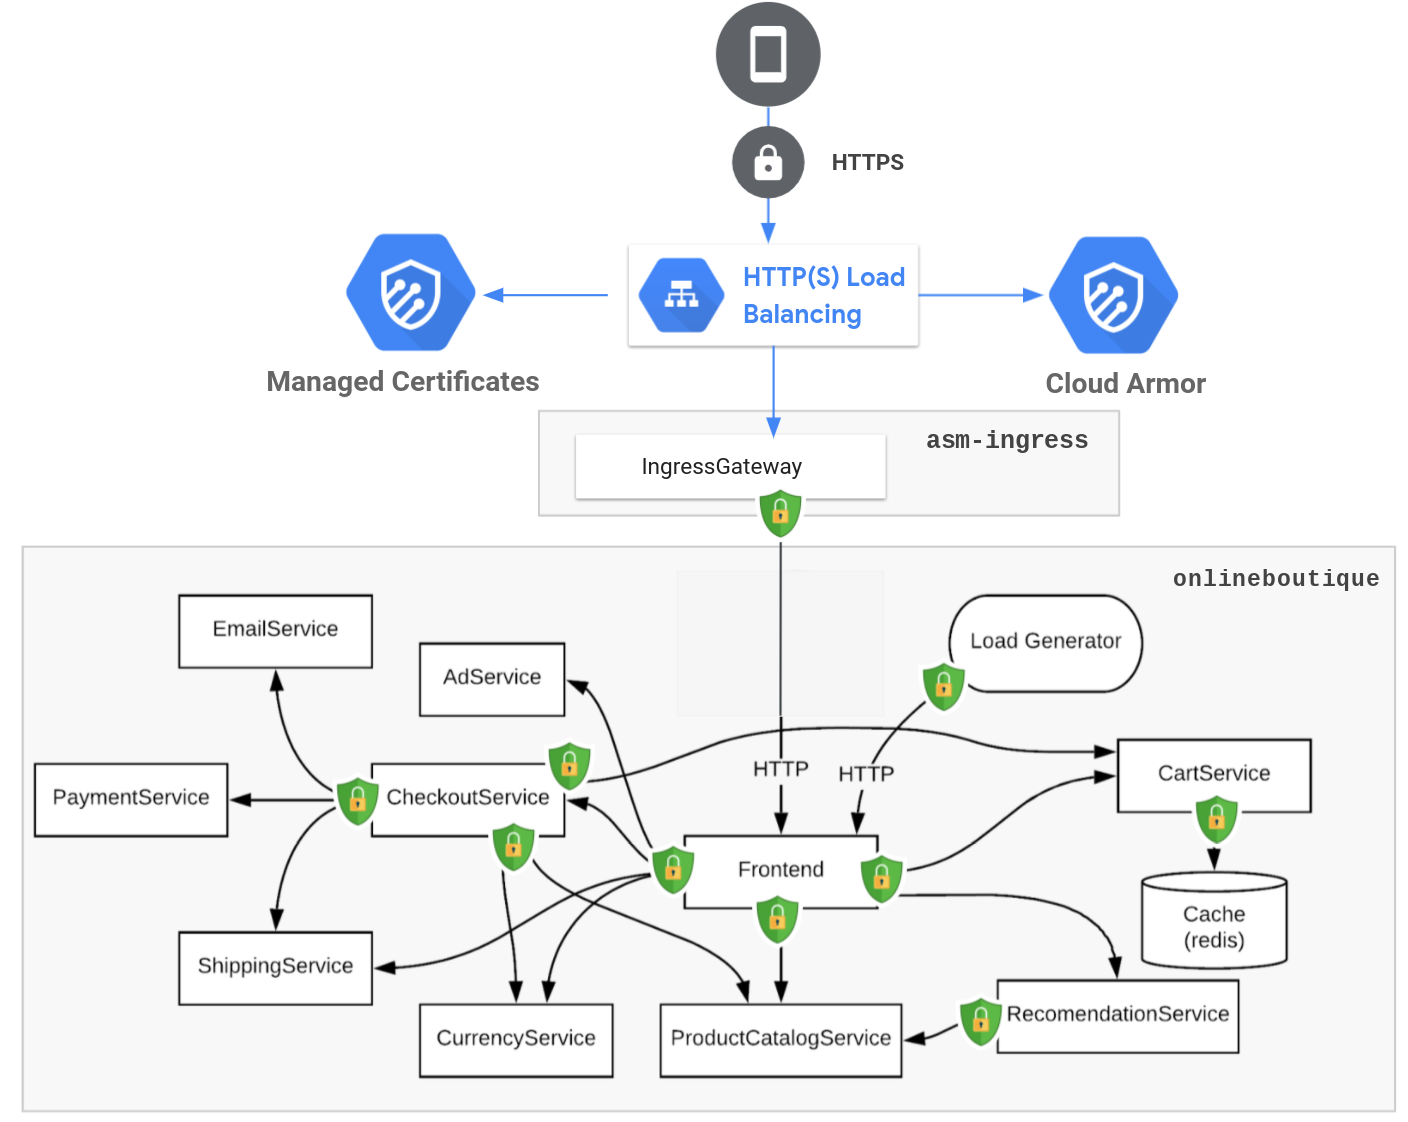 HTTPS
HTTP(S) Load
Balancing
Managed Certificates
Cloud Armor
asm-ingress
IngressGateway
onlineboutique
EmailService
Load Generator
AdService
HTTP
HTTP
CartService
PaymentService
CheckoutService
Frontend
Cache
(redis)
ShippingService
RecomendationService
CurrencyService
ProductCatalogService